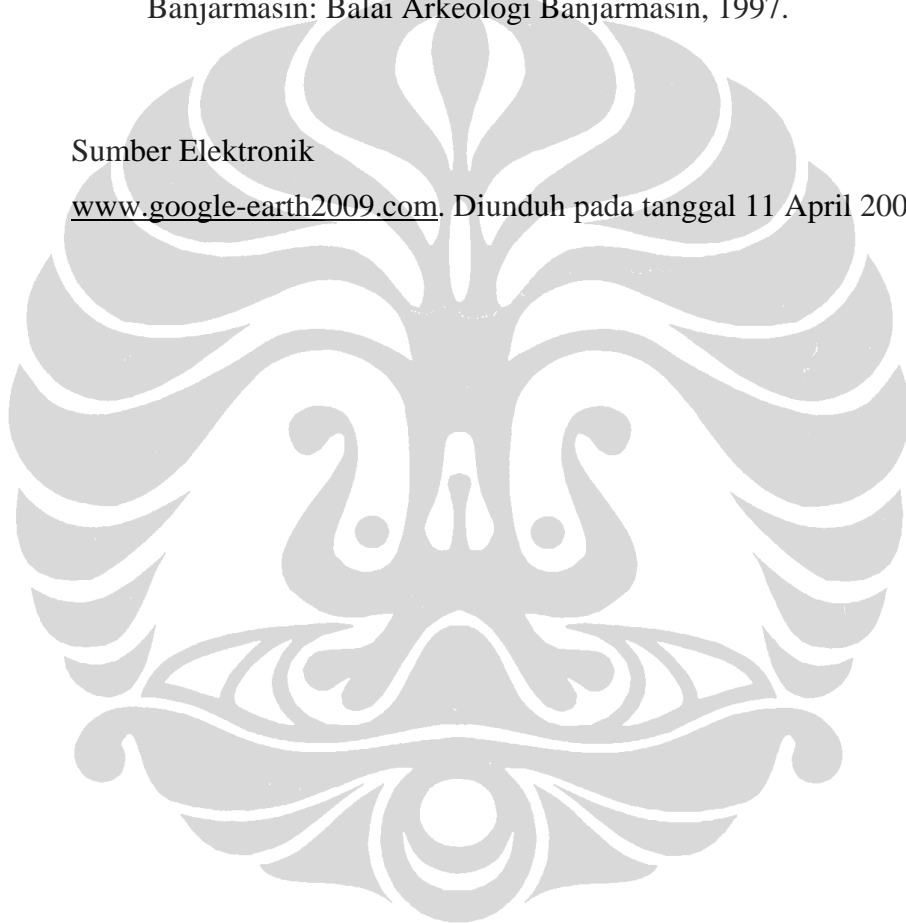 Banjarmasin: Balai Arkeologi Banjarmasin, 1997.
Sumber Elektronik
www.google-earth2009.com. Diunduh pada tanggal 11 April 200